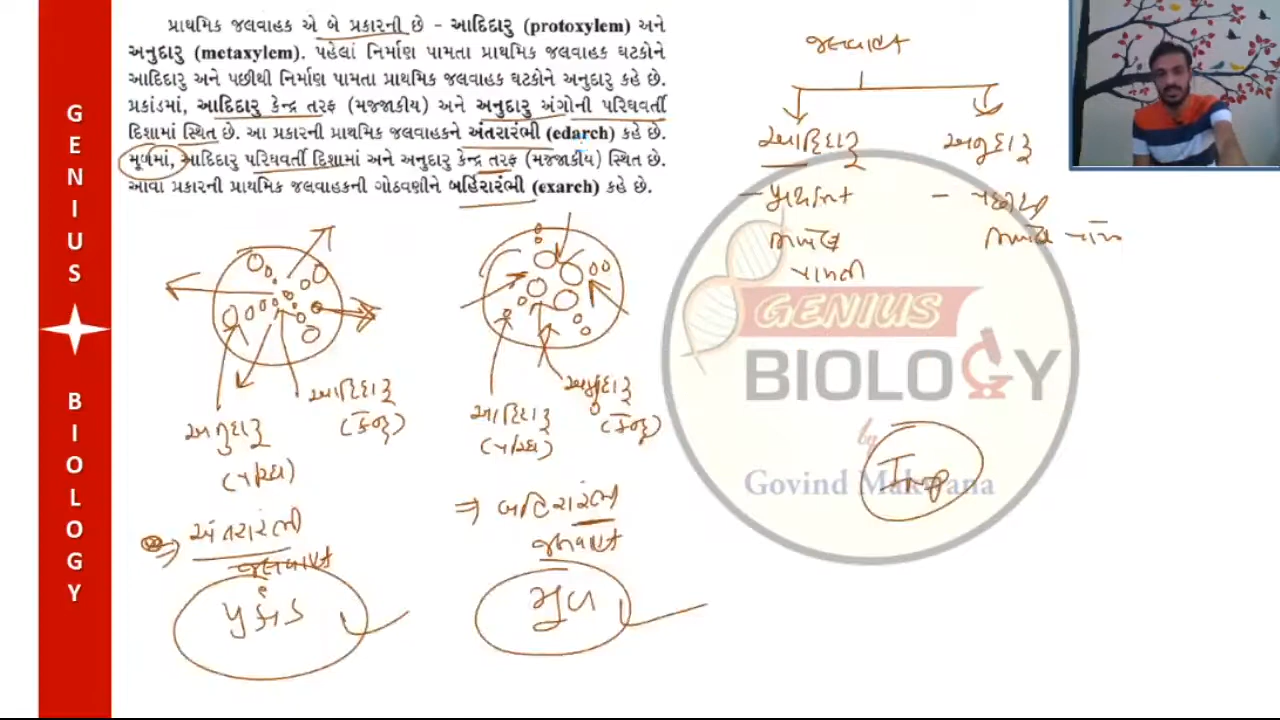 પ્રાથમિક જલવાહક એ બે પ્રકારની છે - આદિદારુ (protoxylem) અને
અનુદારુ (metaxylem). પહેલાં નિર્માણ પામતા પ્રાથમિક જલવાહક ઘટકોને
આદિદારુ અને પછીથી નિર્માણ પામતા પ્રાથમિક જલવાહક ઘટકોને અનુદારુ કહે છે.
પ્રકાંડમાં, આદિદારુ કેન્દ્ર તરફ (મજ્જાકીય) અને અનુદારુ અંગોની પરિઘવર્તી
દિશામાં સ્થિત છે. આ પ્રકારની પ્રાથમિક જલવાહકને અંતરારંભી (edarch) કહે છે.
મૂળમાં, આદિદારુ પરિઘવર્તી દિશામાં અને અનુદારુ કેન્દ્ર તરફ (મજ્જાકીય) સ્થિત છે.
આવા પ્રકારની પ્રાથમિક જલવાહકની ગોઠવણીને બહિરારંભી (exarch) કહે છે.
જલવાહક
આદિદારૂ
અનુદારૂ
-
-
આદિદારૂ
(કેન્દ્ર)
અનુદારૂ
(પરિઘ)
અનુદારૂ
(કેન્દ્ર)
આદિદારૂ
(પરિઘ)
⇒ અંતરારંભી
જલવાહક
પ્રકાંડ
⇒ બહિરારંભી
જલવાહક
મુળ
Imp
GENIUS
BIOLOGY
by
Govind Makwana
GENIUS
BIOLOGY